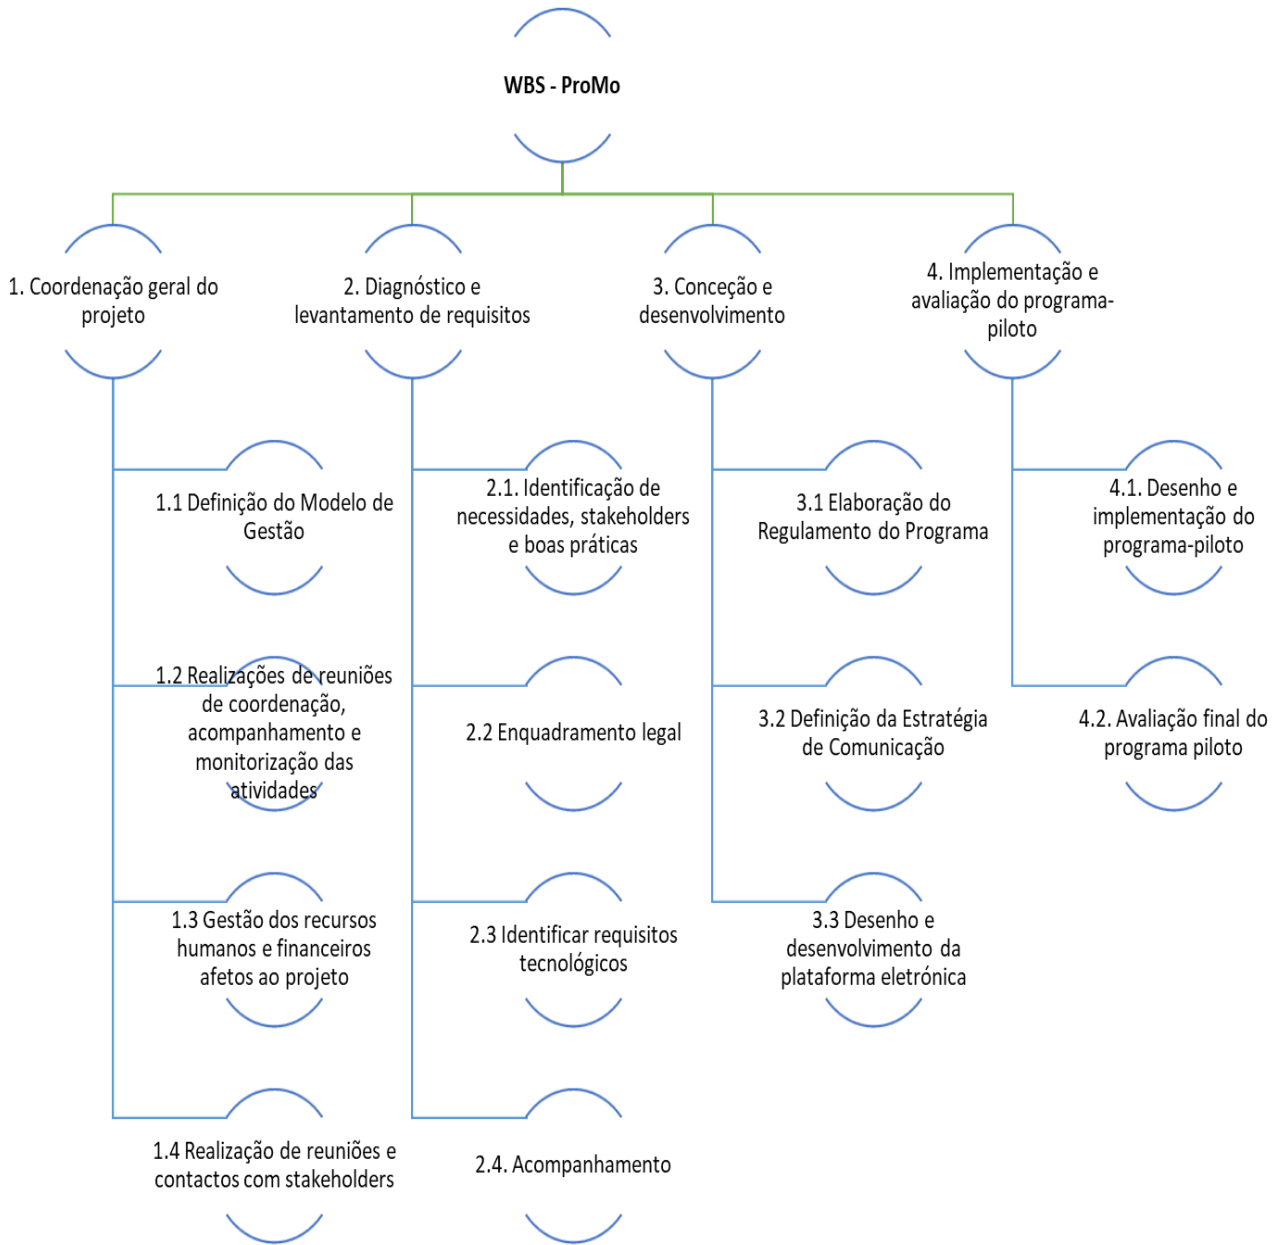 WBS - ProMo
1. Coordenação geral do
projeto
2. Diagnóstico e
levantamento de requisitos
3. Conceção e
desenvolvimento
4. Implementação e
avaliação do programa-
piloto
1.1 Definição do Modelo de
Gestão
1.2 Realizações de reuniões
de coordenação,
acompanhamento e
monitorização das
atividades
1.3 Gestão dos recursos
humanos e financeiros
afetos ao projeto
1.4 Realização de reuniões e
contactos com stakeholders
2.1. Identificação de
necessidades, stakeholders
e boas práticas
2.2 Enquadramento legal
2.3 Identificar requisitos
tecnológicos
2.4. Acompanhamento
3.1 Elaboração do
Regulamento do Programa
3.2 Definição da Estratégia
de Comunicação
3.3 Desenho e
desenvolvimento da
plataforma eletrónica
4.1. Desenho e
implementação do
programa-piloto
4.2. Avaliação final do
programa piloto